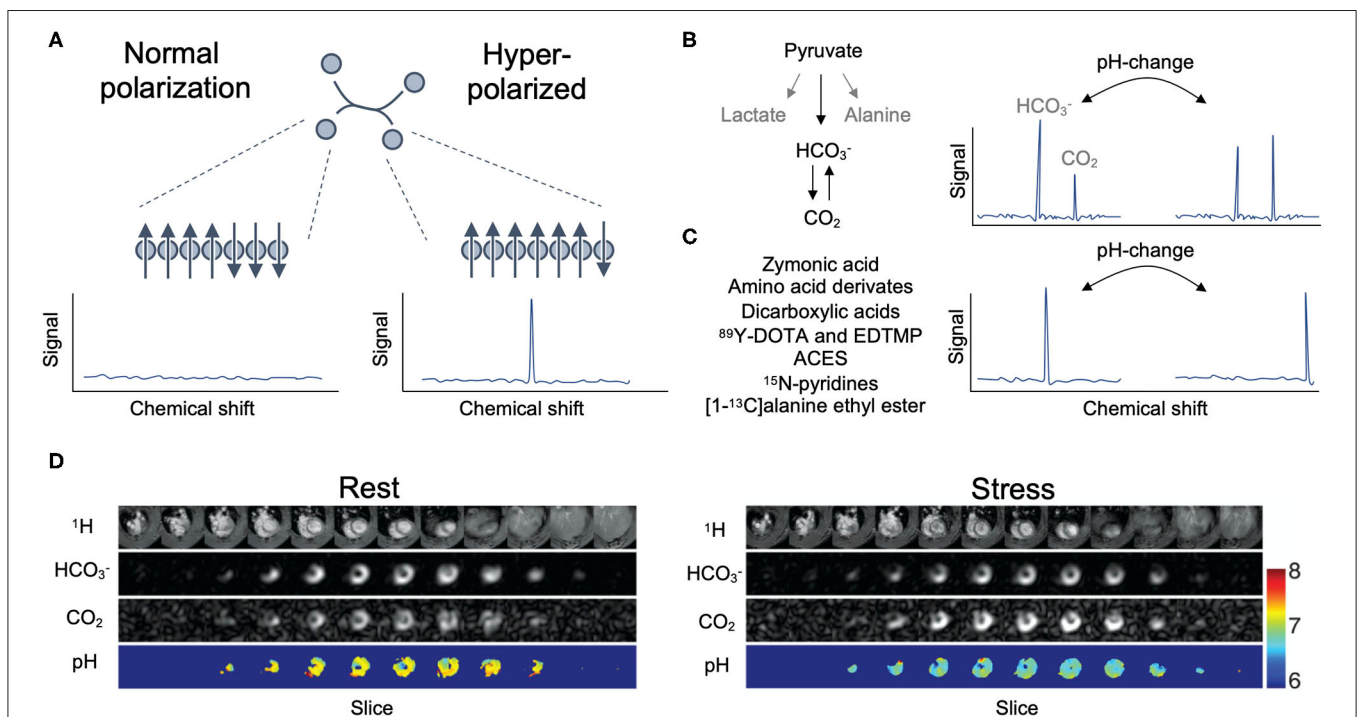 A
Normal
polarization
Hyper-
polarized
Signal
Chemical shift
Signal
Chemical shift
B
Pyruvate
Lactate
Alanine
HCO₃⁻
CO₂
pH-change
HCO₃⁻
CO₂
Signal
C
Zymonic acid
Amino acid derivates
Dicarboxylic acids
⁸⁹Y-DOTA and EDTMP
ACES
¹⁵N-pyridines
[1-¹³C]alanine ethyl ester
pH-change
Signal
Chemical shift
D
Rest
¹H
HCO₃⁻
CO₂
pH
Slice
Stress
¹H
HCO₃⁻
CO₂
pH
Slice
8
7
6